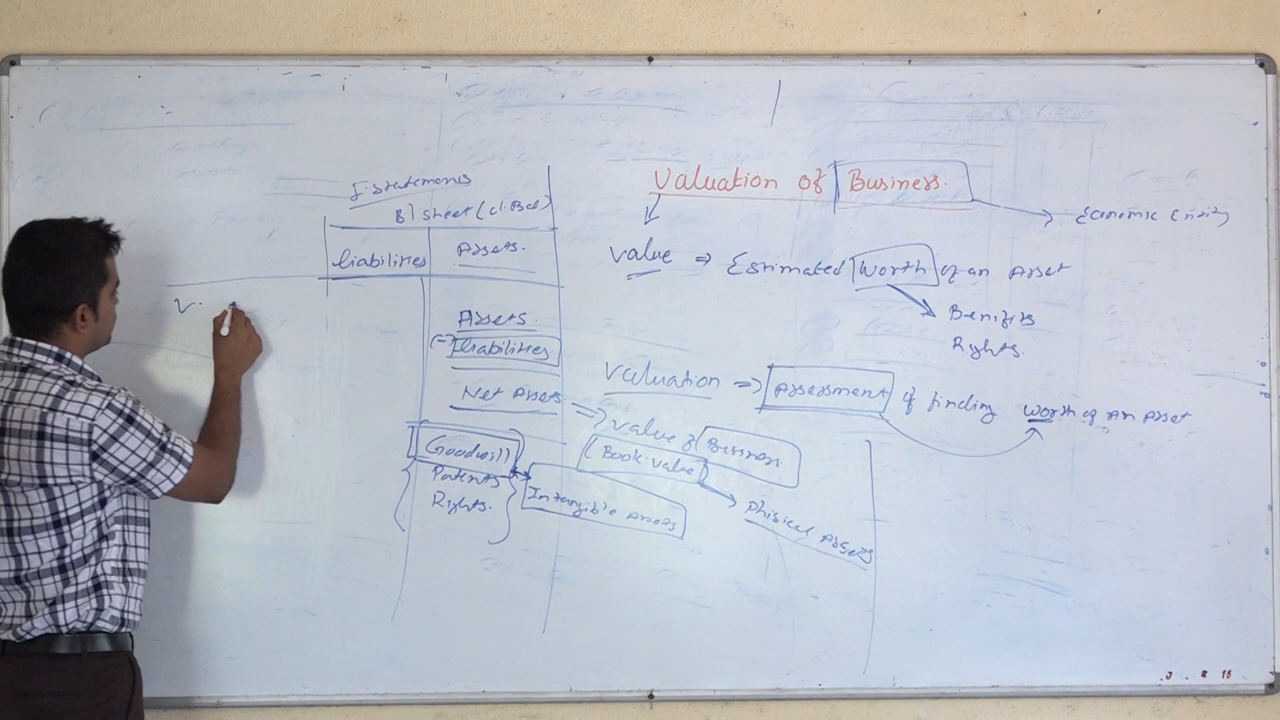 Valuation of Business.
Economic Entity
value ⇒ Estimated Worth of an Asset
Benifits
Rights.
Valuation ⇒ Assessment of finding worth of An Asset
F. statements
B/ sheet (cl. Bal)
liabilities Assets.
Assets.
(-) liabilities
Net Assets ⇒ value of Business
(Book value)
Phisical Assets
Goodwill
Patents
Rights.
Intangible Assets
V.